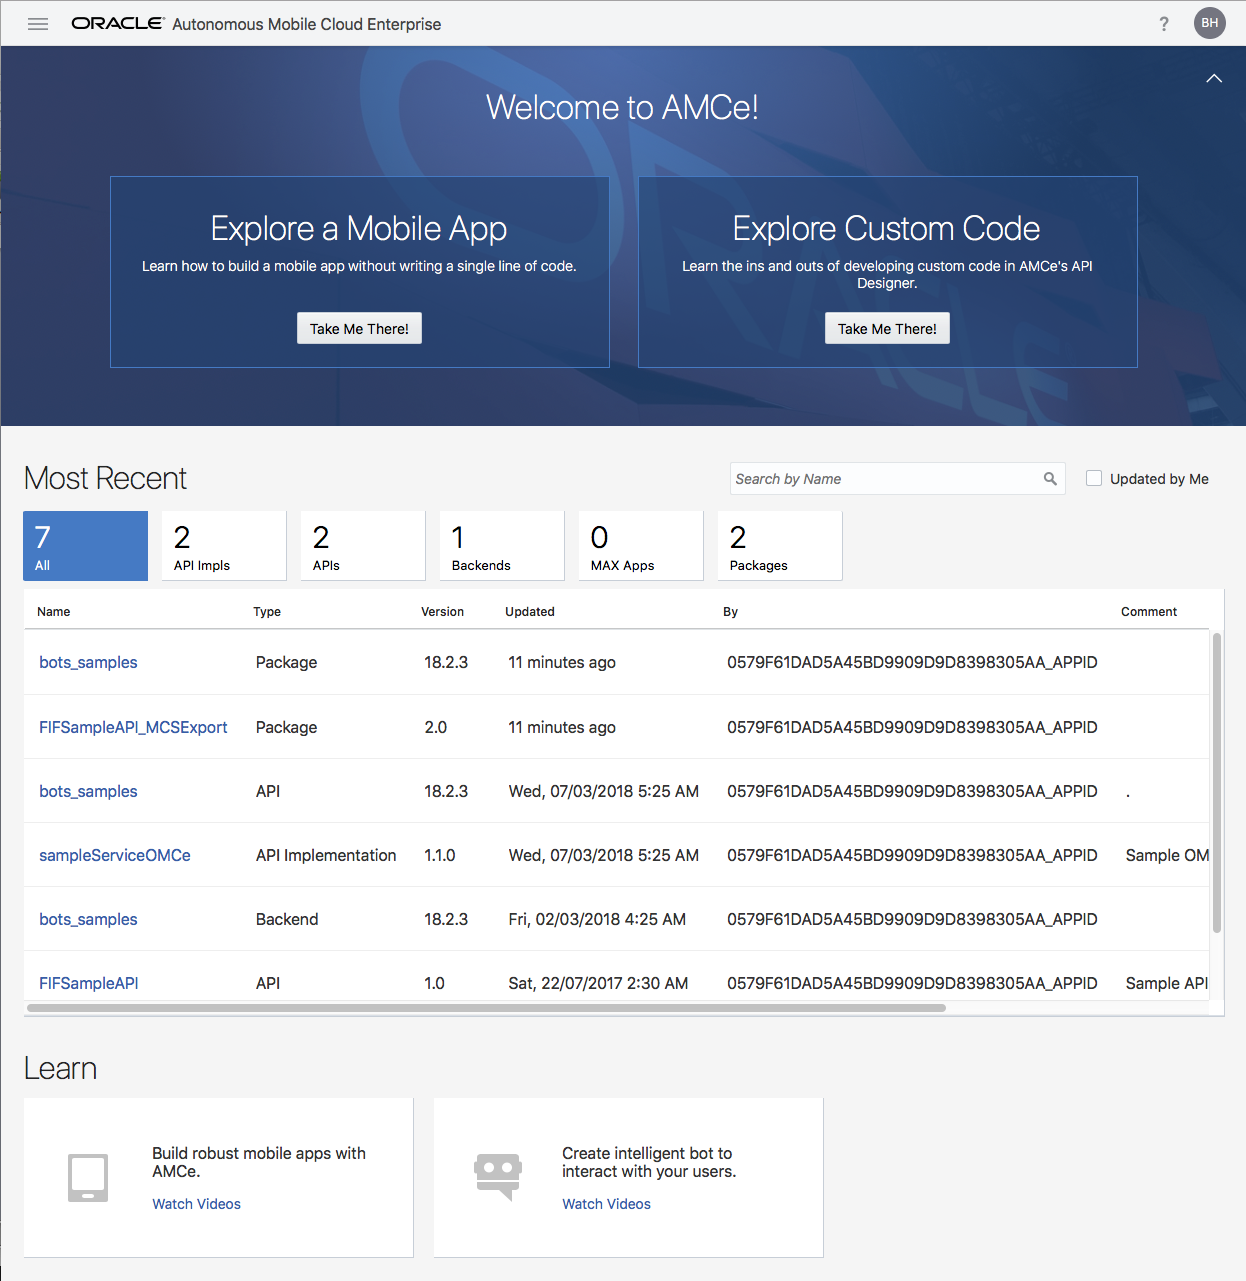 ORACLE Autonomous Mobile Cloud Enterprise ? BH
Welcome to AMCe!
Explore a Mobile App
Learn how to build a mobile app without writing a single line of code.
Take Me There!
Explore Custom Code
Learn the ins and outs of developing custom code in AMCe's API
Designer.
Take Me There!
Most Recent
Search by Name
Updated by Me
7
All
2
API Impls
2
APIs
1
Backends
0
MAX Apps
2
Packages
Name Type Version Updated By Comment
bots_samples Package 18.2.3 11 minutes ago 0579F61DAD5A45BD9909D9D8398305AA_APPID
FIFSampleAPI_MCSExport Package 2.0 11 minutes ago 0579F61DAD5A45BD9909D9D8398305AA_APPID
bots_samples API 18.2.3 Wed, 07/03/2018 5:25 AM 0579F61DAD5A45BD9909D9D8398305AA_APPID .
sampleServiceOMCe API Implementation 1.1.0 Wed, 07/03/2018 5:25 AM 0579F61DAD5A45BD9909D9D8398305AA_APPID Sample OM
bots_samples Backend 18.2.3 Fri, 02/03/2018 4:25 AM 0579F61DAD5A45BD9909D9D8398305AA_APPID
FIFSampleAPI API 1.0 Sat, 22/07/2017 2:30 AM 0579F61DAD5A45BD9909D9D8398305AA_APPID Sample API
Learn
Build robust mobile apps with
AMCe.
Watch Videos
Create intelligent bot to
interact with your users.
Watch Videos